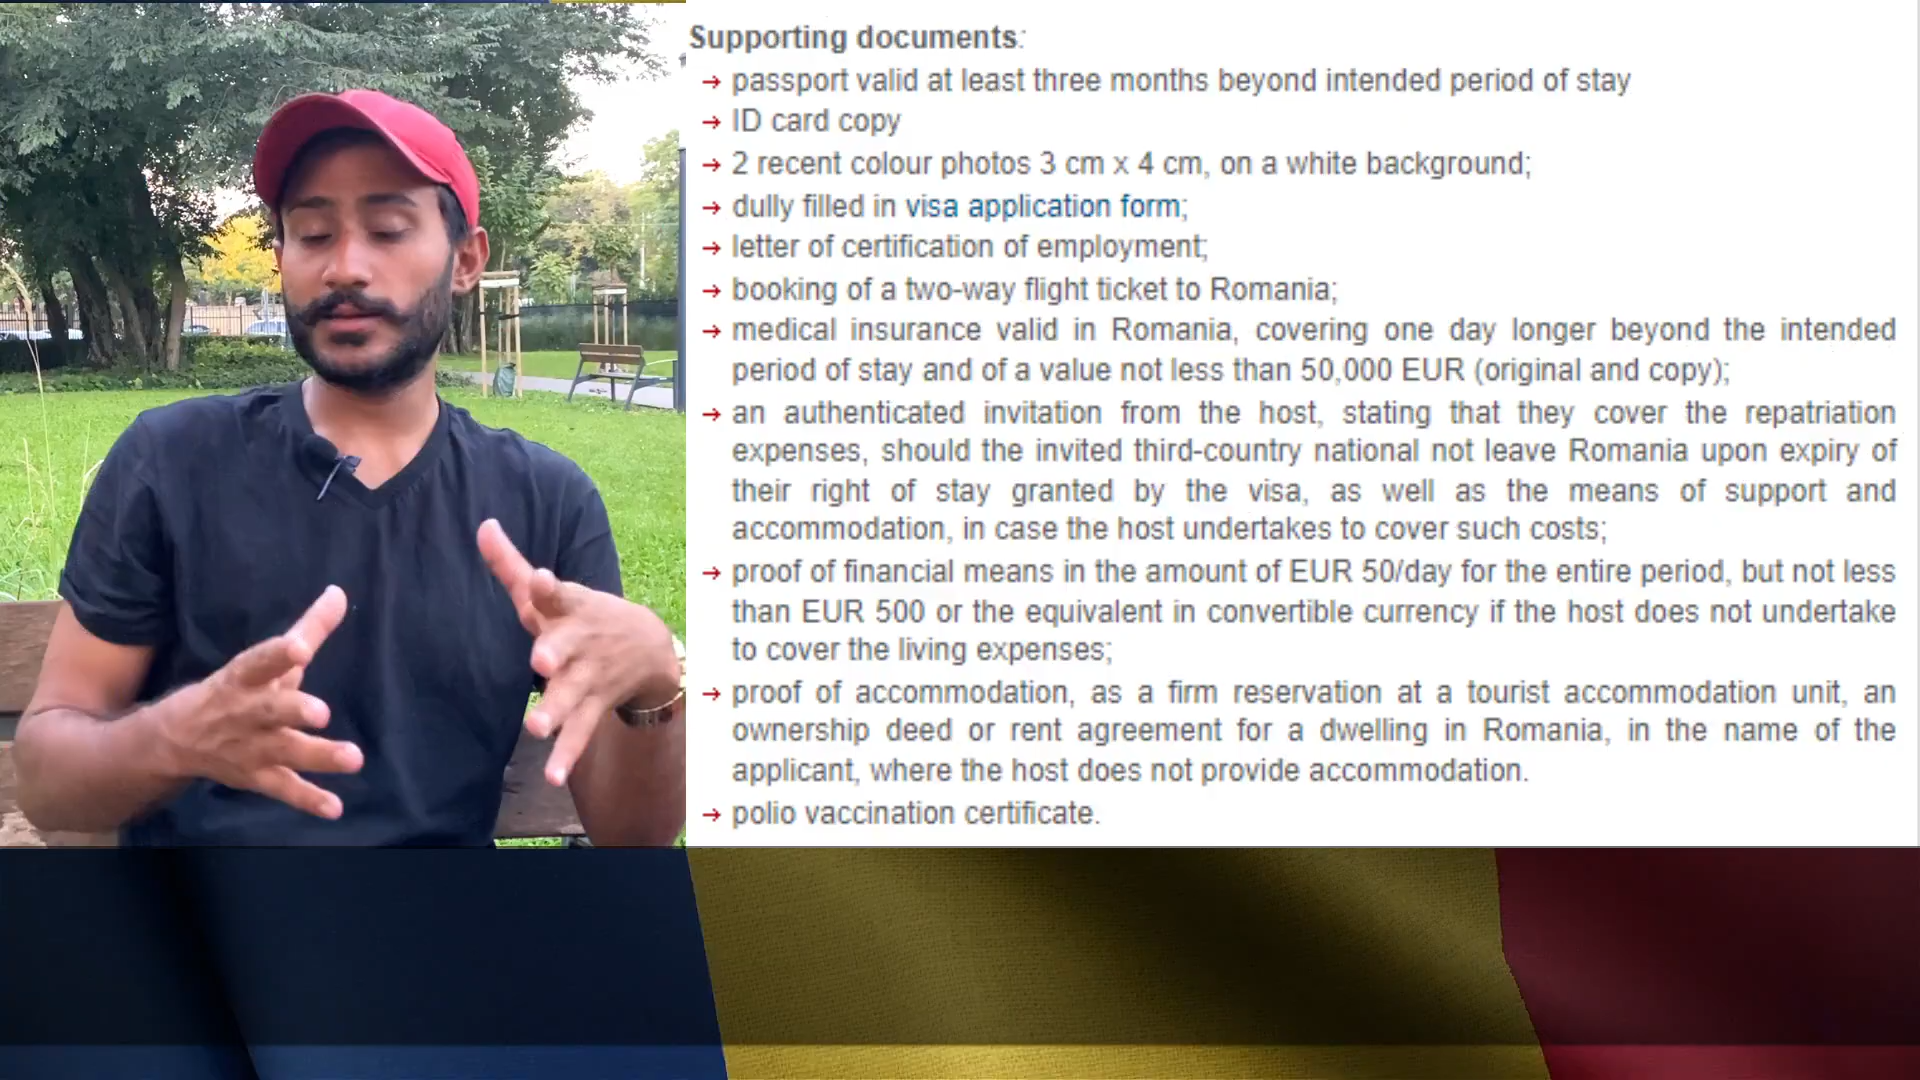 Supporting documents:
→ passport valid at least three months beyond intended period of stay
→ ID card copy
→ 2 recent colour photos 3 cm x 4 cm, on a white background;
→ dully filled in visa application form;
→ letter of certification of employment;
→ booking of a two-way flight ticket to Romania;
→ medical insurance valid in Romania, covering one day longer beyond the intended
period of stay and of a value not less than 50,000 EUR (original and copy);
→ an authenticated invitation from the host, stating that they cover the repatriation
expenses, should the invited third-country national not leave Romania upon expiry of
their right of stay granted by the visa, as well as the means of support and
accommodation, in case the host undertakes to cover such costs;
→ proof of financial means in the amount of EUR 50/day for the entire period, but not less
than EUR 500 or the equivalent in convertible currency if the host does not undertake
to cover the living expenses;
→ proof of accommodation, as a firm reservation at a tourist accommodation unit, an
ownership deed or rent agreement for a dwelling in Romania, in the name of the
applicant, where the host does not provide accommodation.
→ polio vaccination certificate.